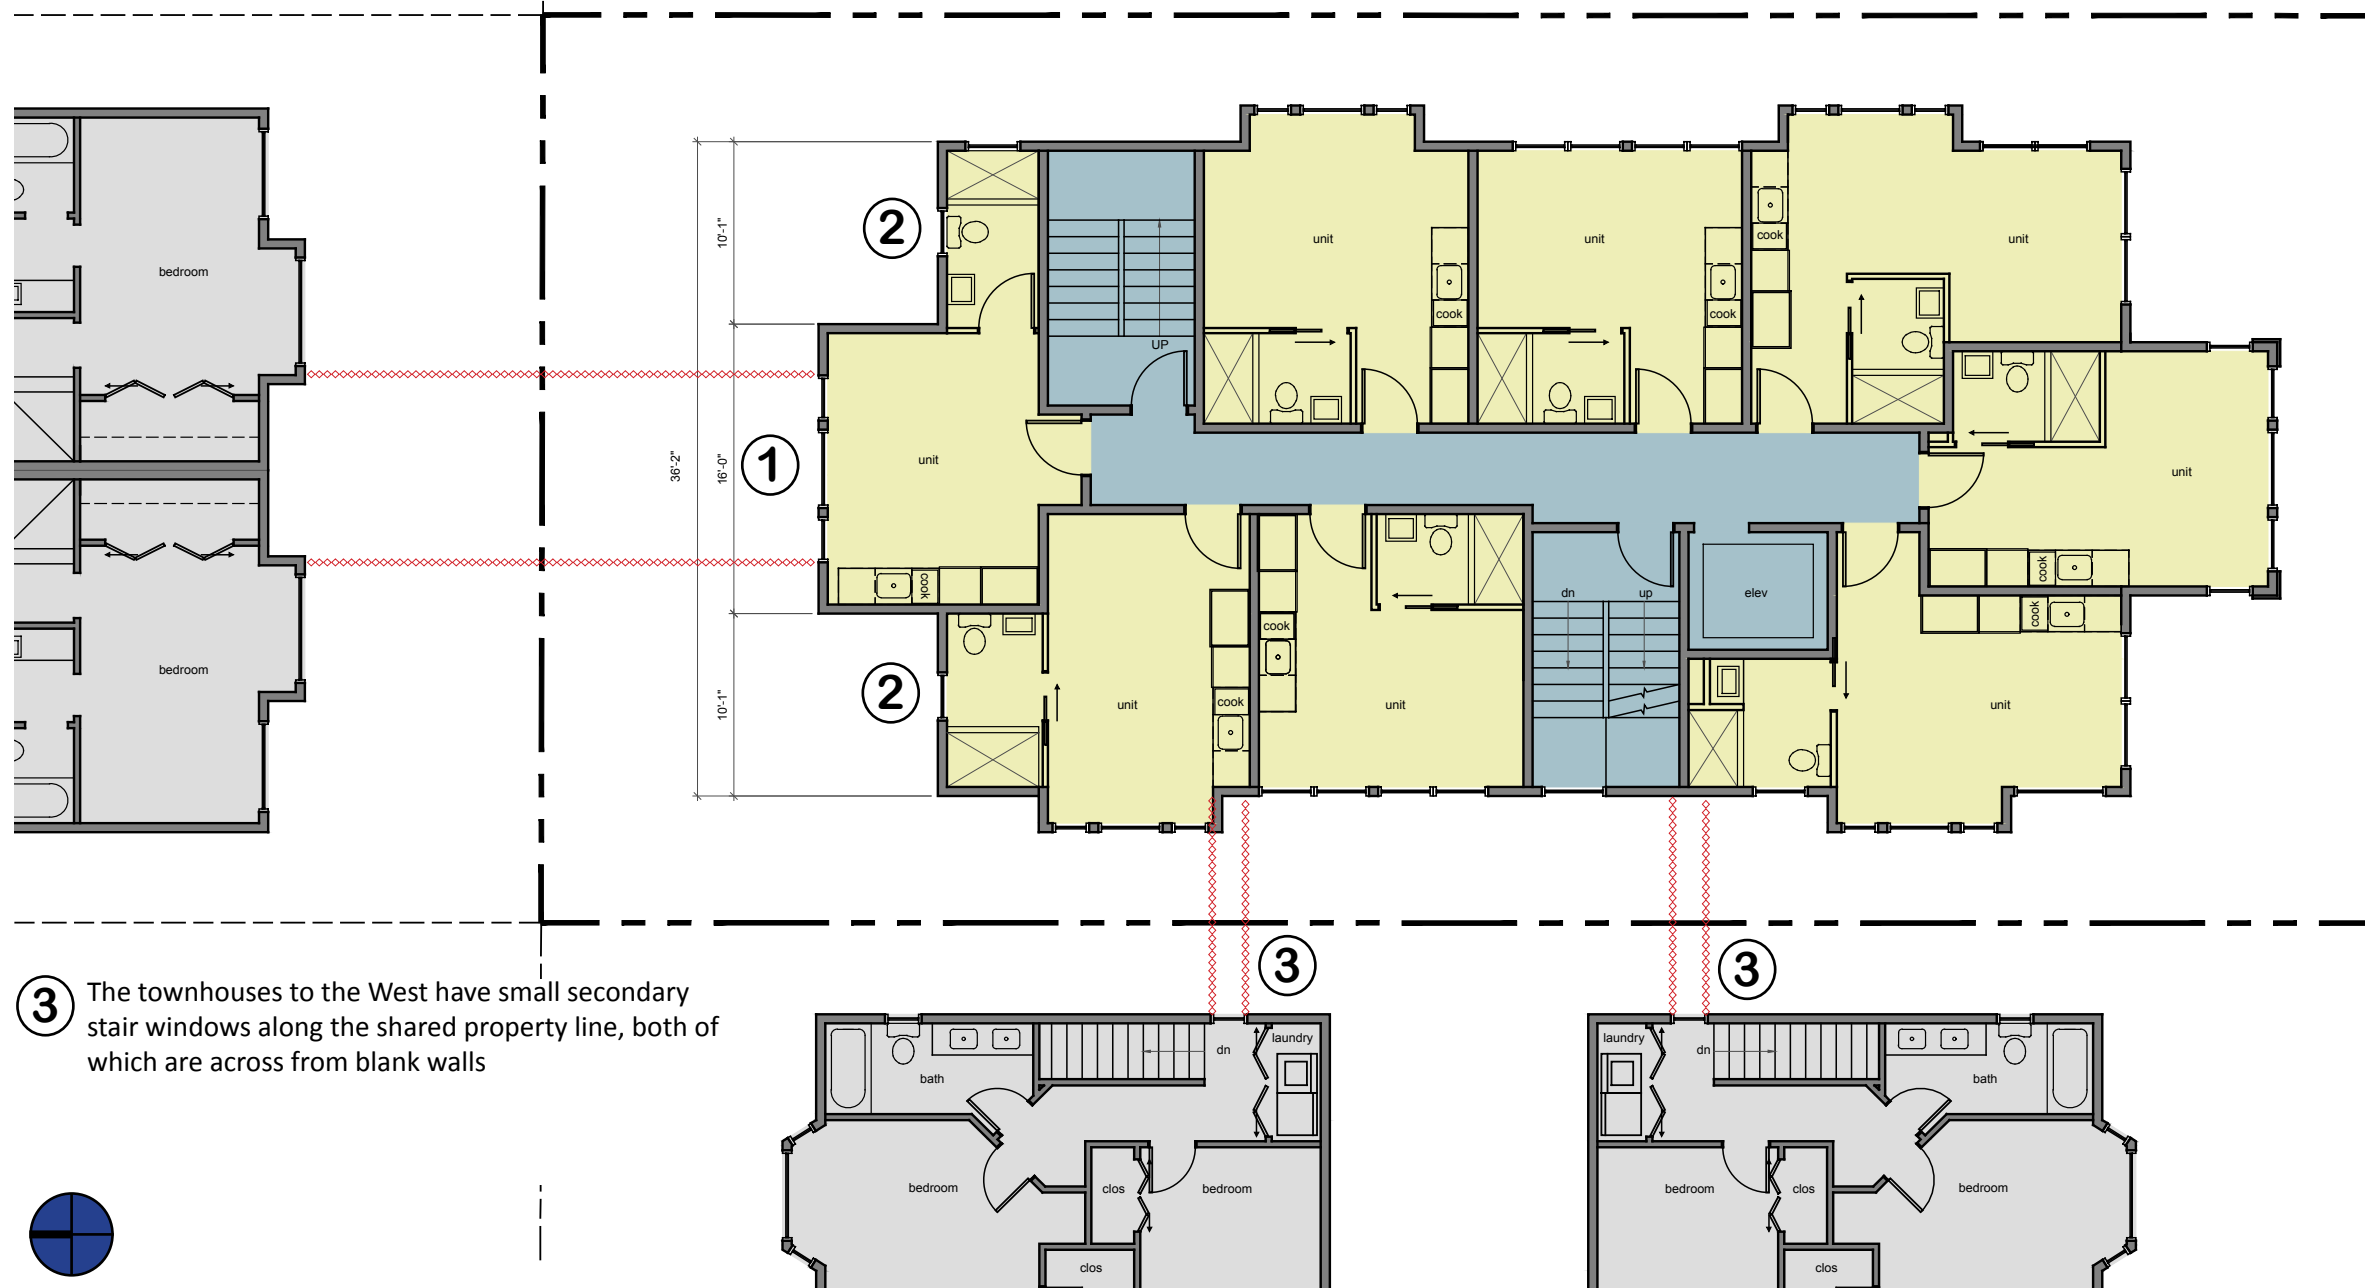 2
10'-1"
unit
unit
cook
unit
bedroom
cook
cook
UP
36'-2"
16'-0"
1
unit
unit
cook
cook
dn
up
elev
cook
cook
2
10'-1"
bedroom
unit
cook
unit
unit
3
3
3 The townhouses to the West have small secondary
stair windows along the shared property line, both of
which are across from blank walls
laundry
dn
bath
laundry
dn
bath
bedroom
clos
bedroom
bedroom
clos
bedroom
clos
clos